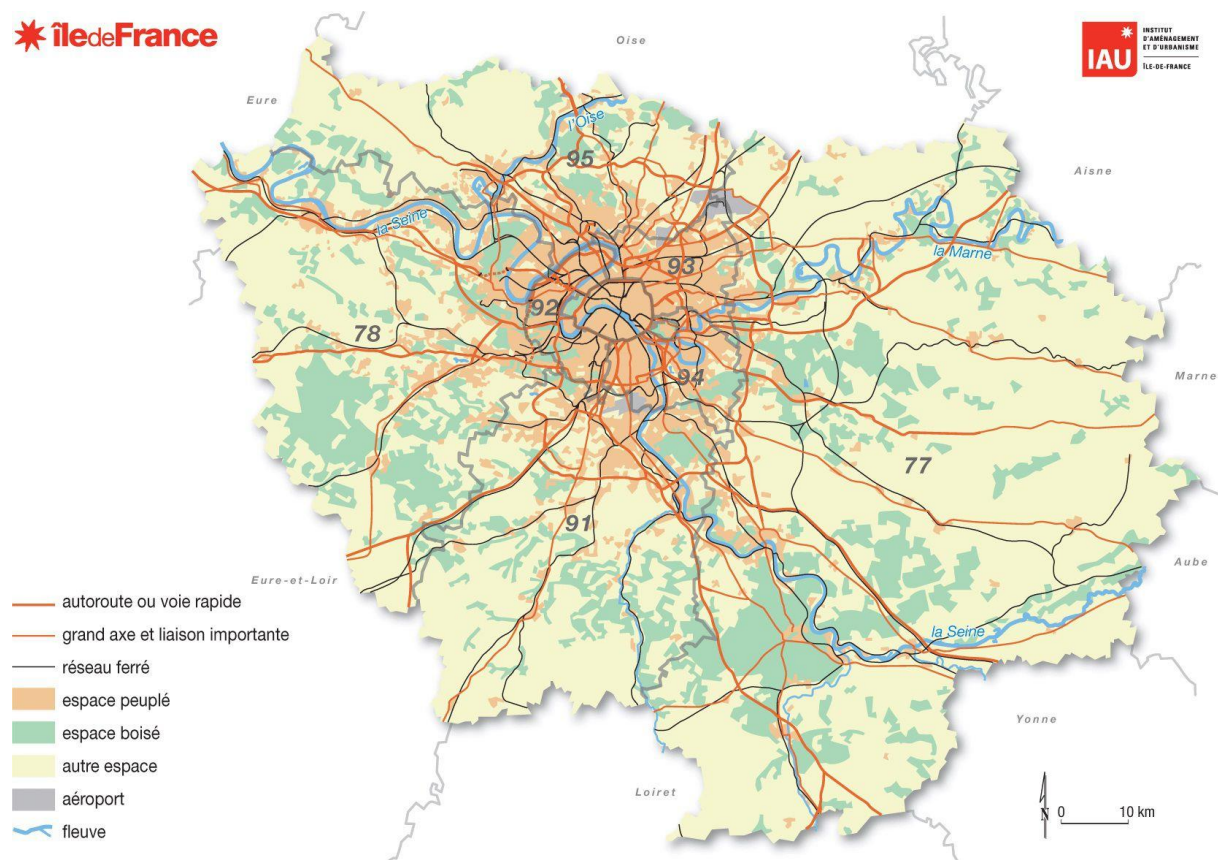 îledeFrance
IAU
INSTITUT
D'AMÉNAGEMENT
ET D'URBANISME
ÎLE-DE-FRANCE
Oise
Eure
l'Oise
95
Aisne
la Seine
la Marne
93
92
78
94
Marne
77
91
Aube
Eure-et-Loir
la Seine
Yonne
Loiret
autoroute ou voie rapide
grand axe et liaison importante
réseau ferré
espace peuplé
espace boisé
autre espace
aéroport
fleuve
N
0 10 km